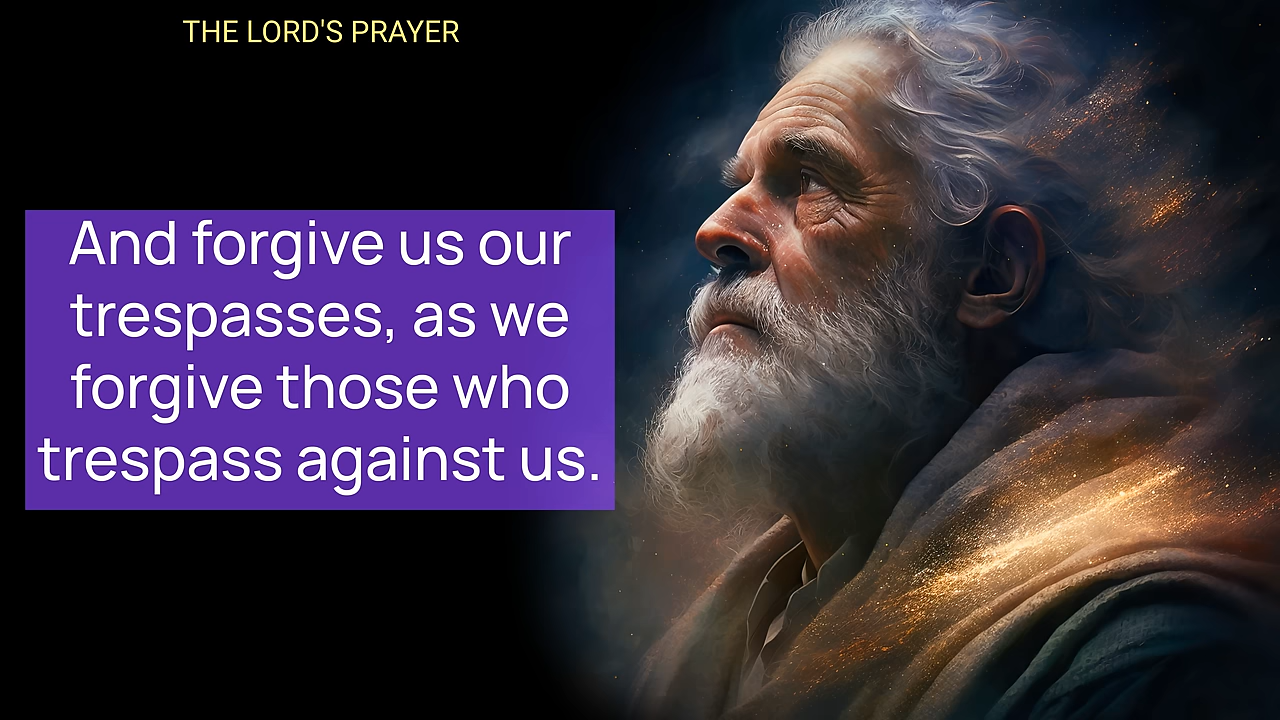 THE LORD'S PRAYER
And forgive us our
trespasses, as we
forgive those who
trespass against us.